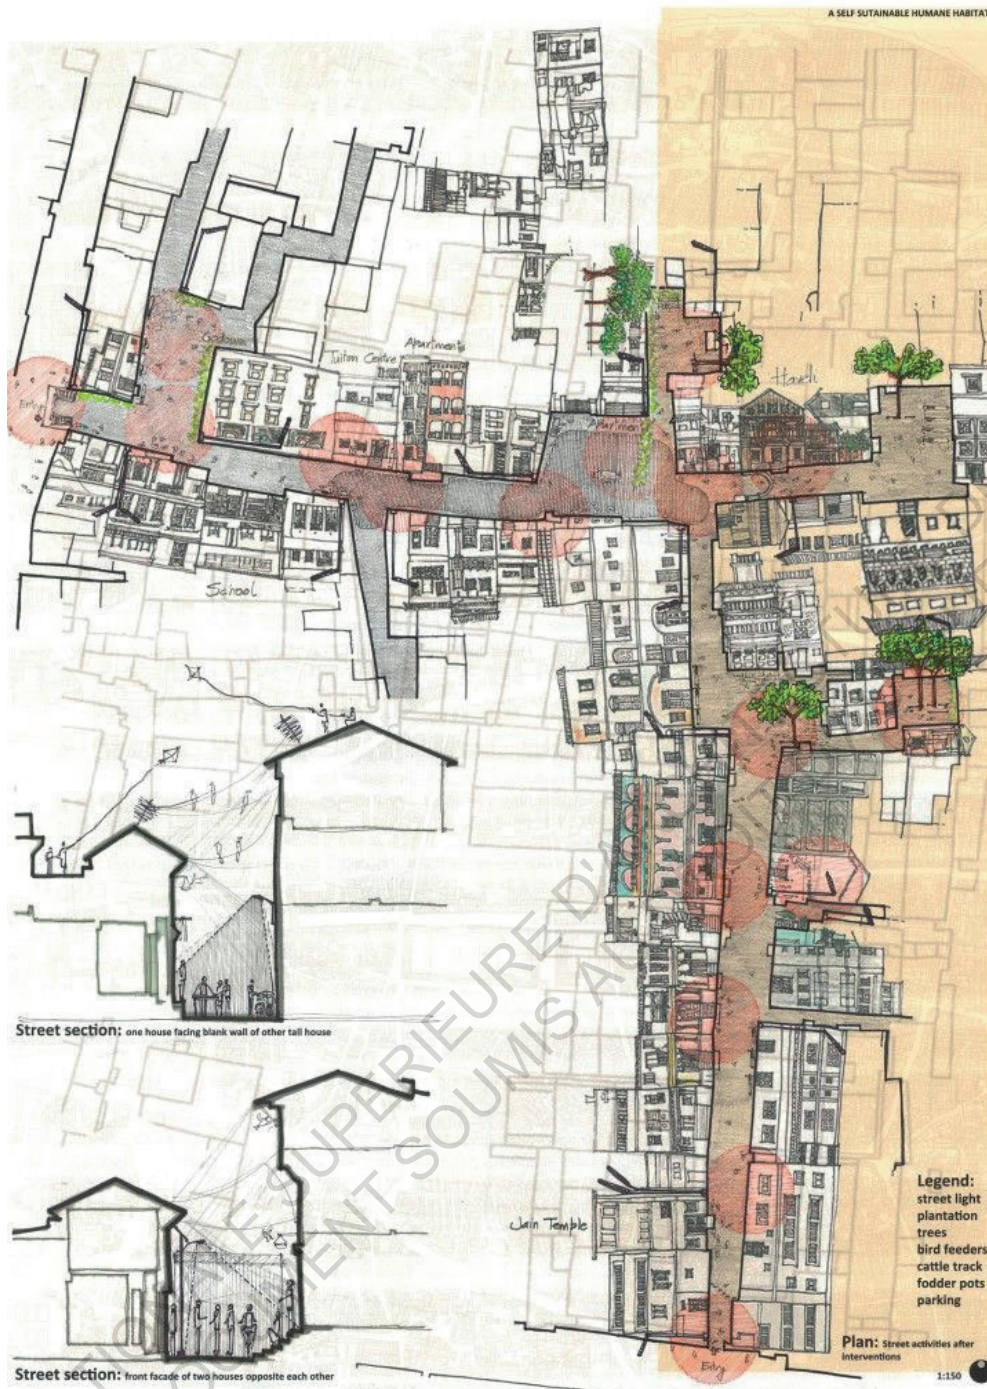 A SELF SUTAINABLE HUMANE HABITAT
Apartments
Tuiton Centre
Haveli
Entry
School
Street section: one house facing blank wall of other tall house
Jain Temple
Legend:
street light
plantation
trees
bird feeders
cattle track
fodder pots
parking
Plan: Street activities after
interventions
Entry
Street section: front facade of two houses opposite each other
1:150